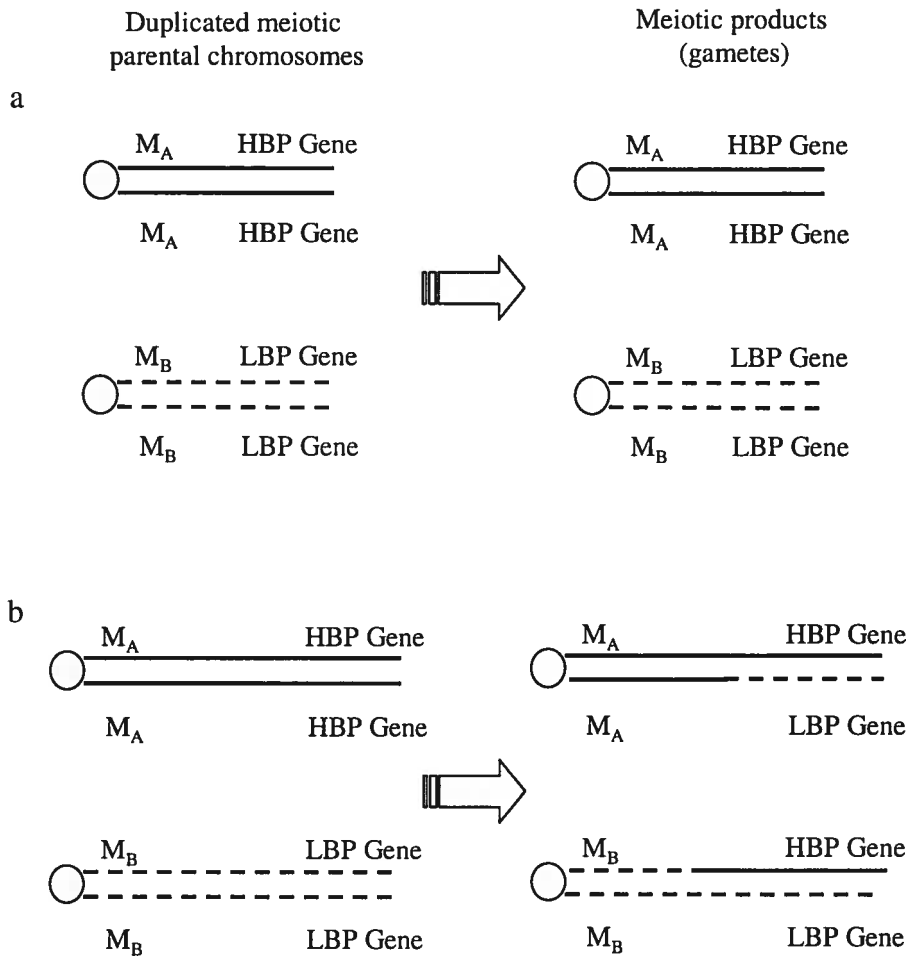 Duplicated meiotic
parental chromosomes
Meiotic products
(gametes)
a
M_A HBP Gene
M_A HBP Gene
M_A HBP Gene
M_A HBP Gene
M_B LBP Gene
M_B LBP Gene
M_B LBP Gene
M_B LBP Gene
b
M_A HBP Gene
M_A HBP Gene
M_A HBP Gene
M_A LBP Gene
M_B LBP Gene
M_B HBP Gene
M_B LBP Gene
M_B LBP Gene